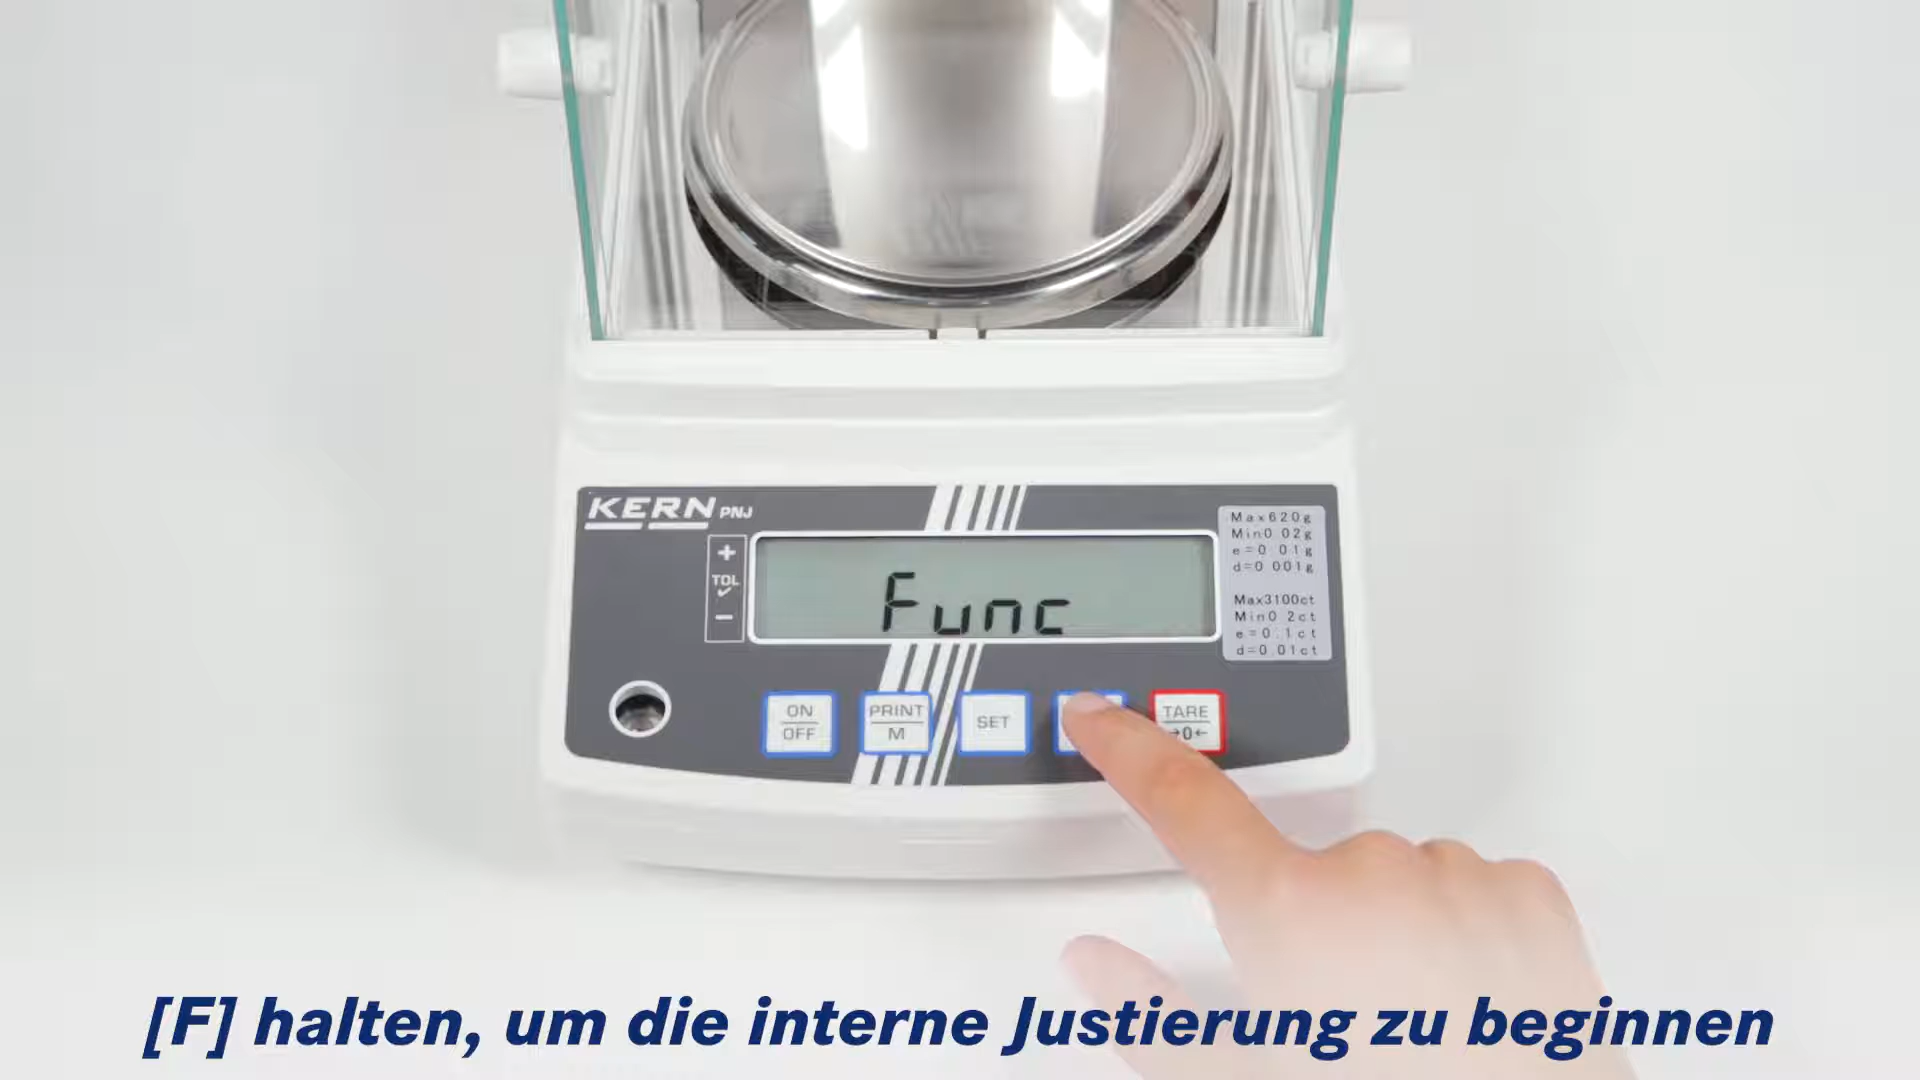 KERN PNJ
+
TOL
✓
−
Func
Max620g
Min0.02g
e=0.01g
d=0.001g
Max3100ct
Min0.2ct
e=0.1ct
d=0.01ct
ON
OFF
PRINT
M
SET
TARE
→0←
[F] halten, um die interne Justierung zu beginnen